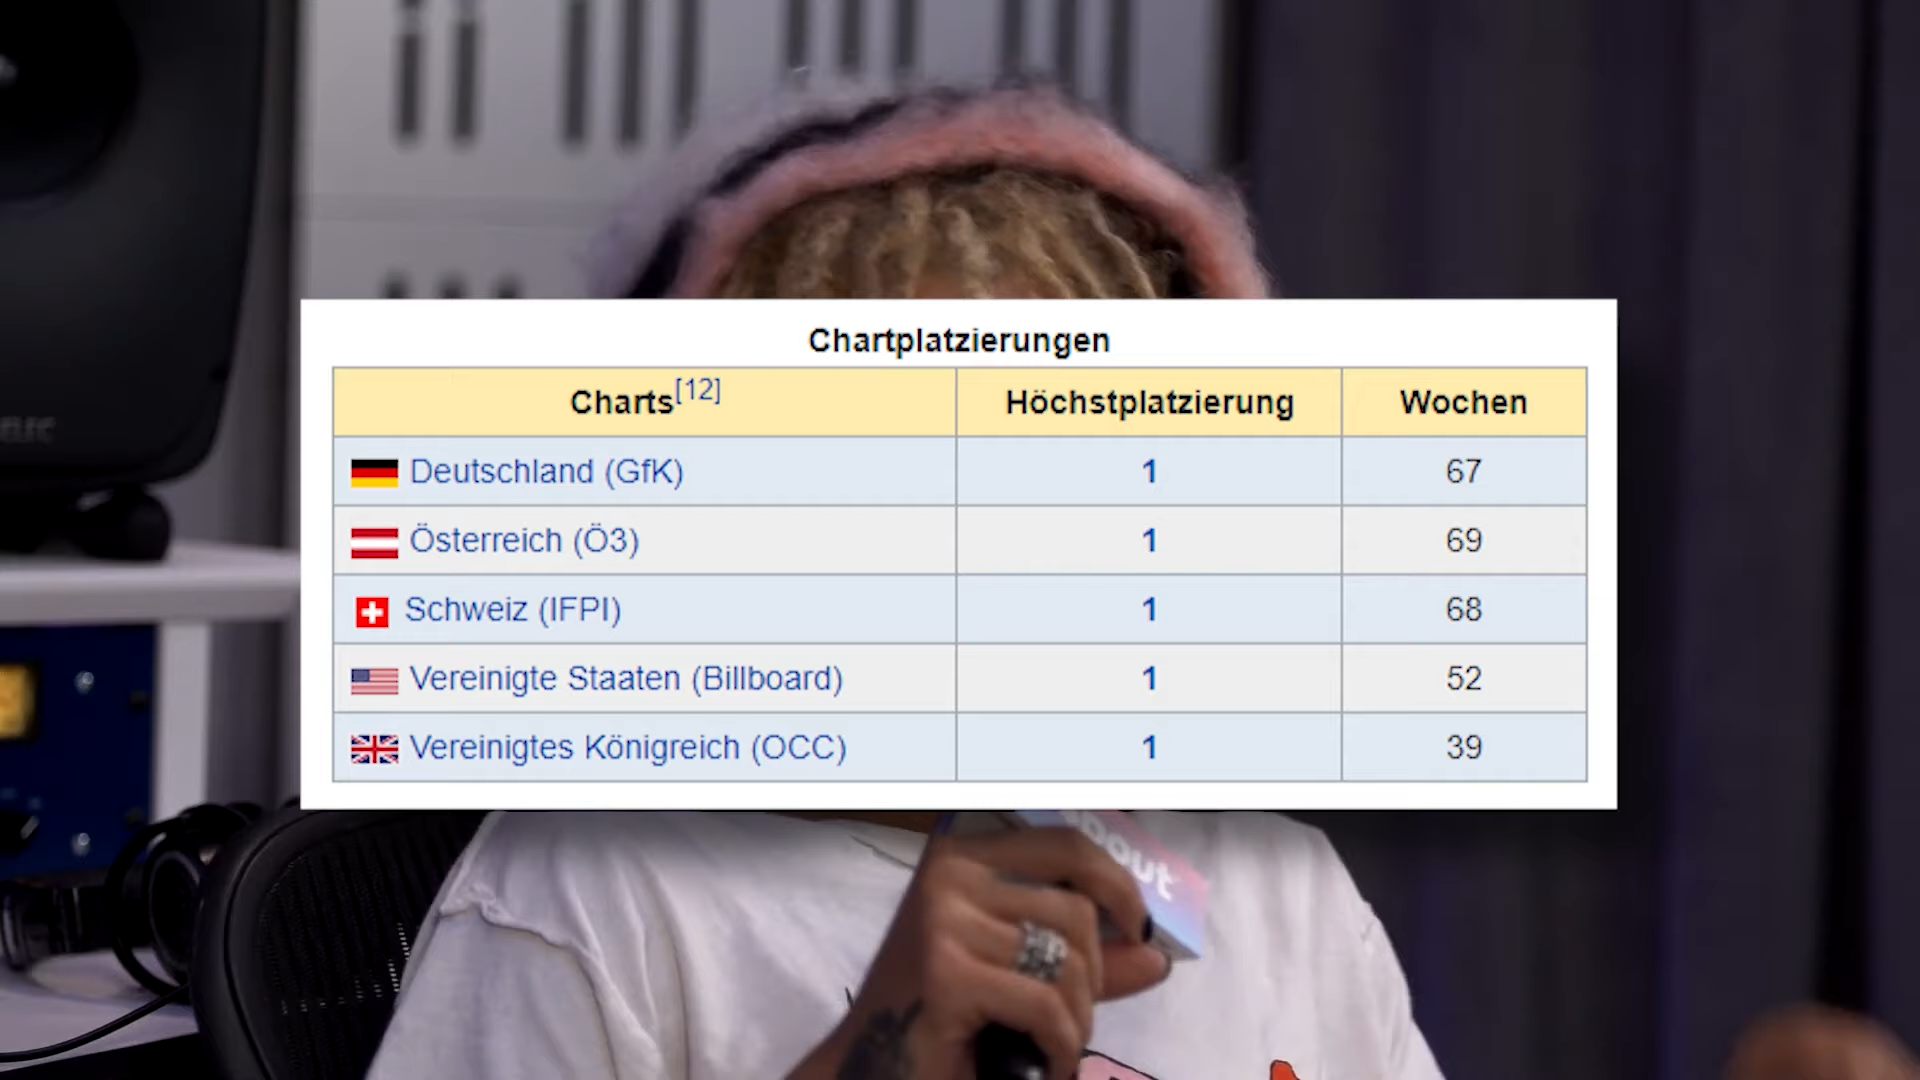 Chartplatzierungen
Charts[12] Höchstplatzierung Wochen
Deutschland (GfK) 1 67
Österreich (Ö3) 1 69
Schweiz (IFPI) 1 68
Vereinigte Staaten (Billboard) 1 52
Vereinigtes Königreich (OCC) 1 39